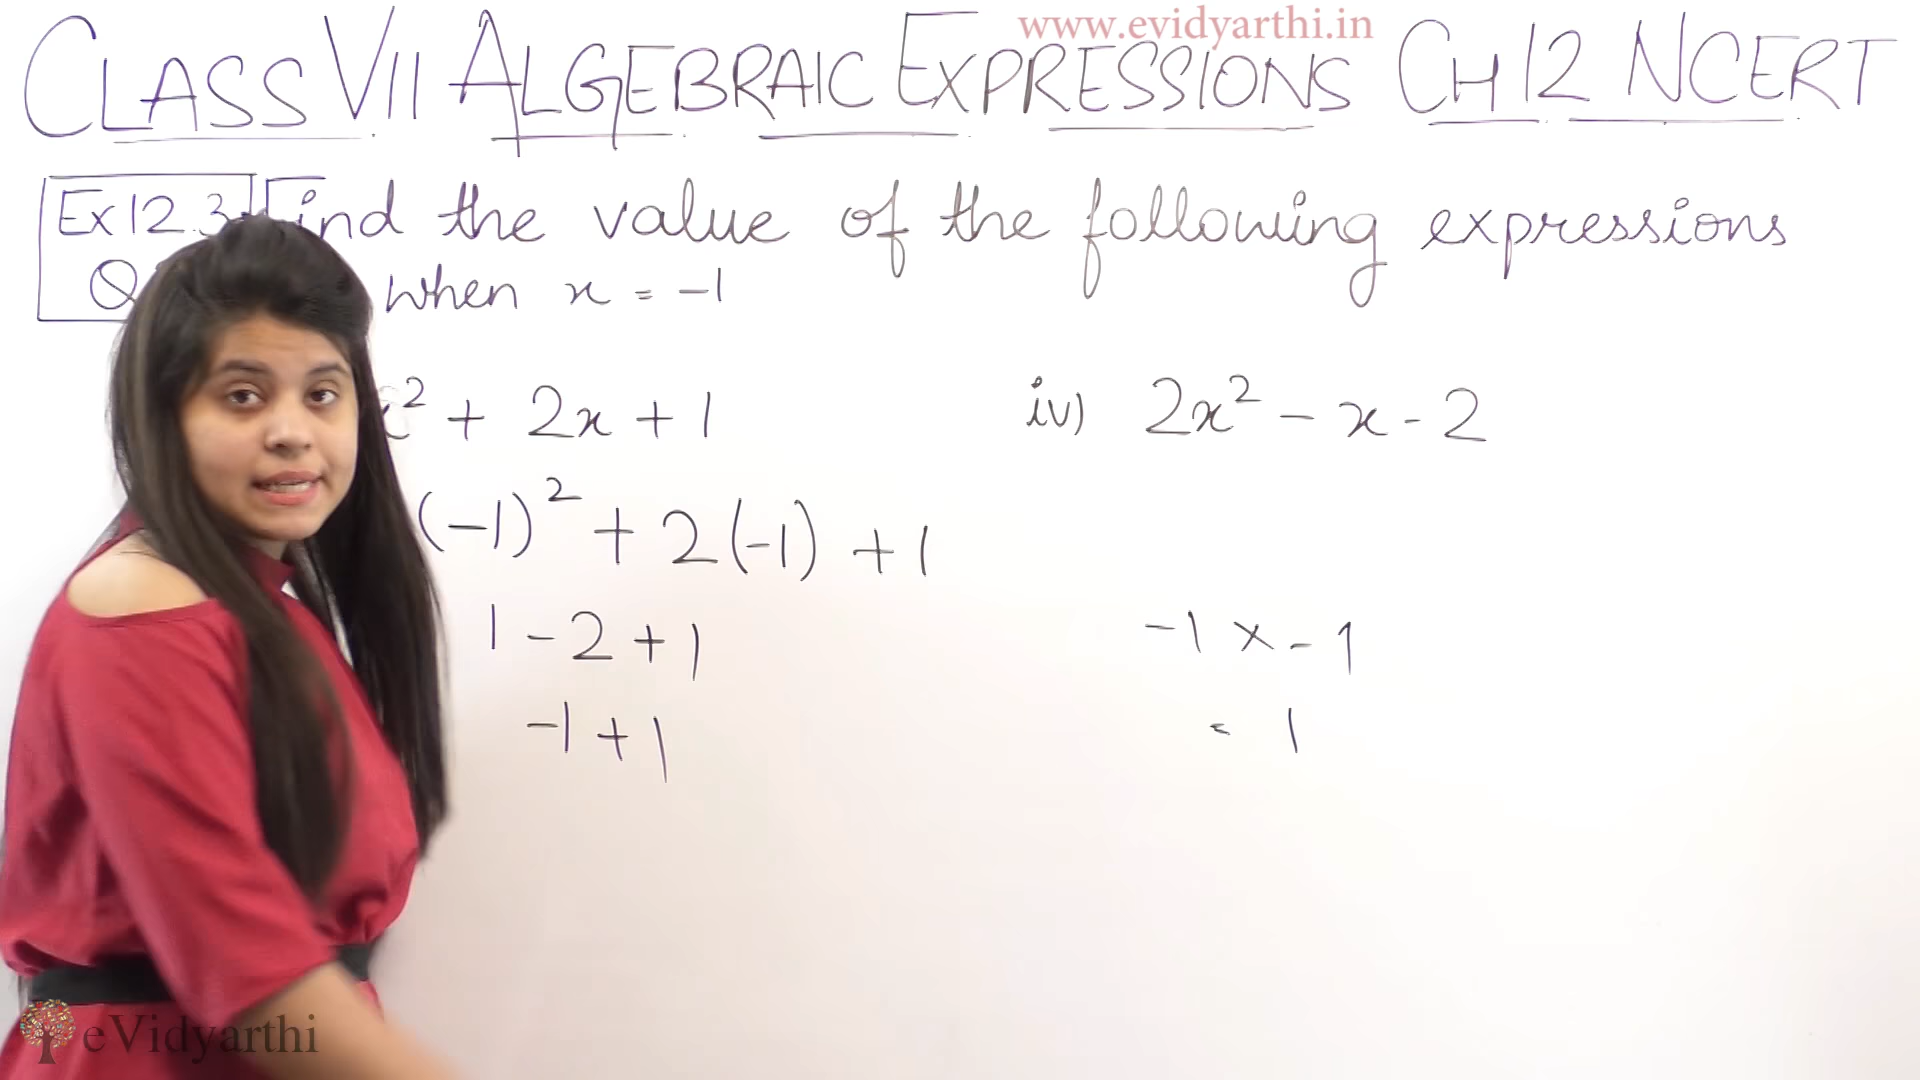 www.evidyarthi.in
CLASS VII ALGEBRAIC EXPRESSIONS CH 12 NCERT
Ex 12.3 Find the value of the following expressions
Q when x = -1
x² + 2x + 1
iv) 2x² - x - 2
(-1)² + 2(-1) + 1
1 - 2 + 1
-1 × -1
-1 + 1
= 1
eVidyarthi